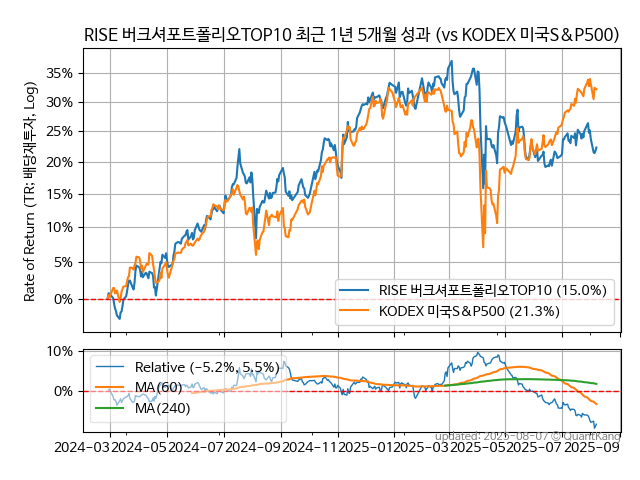 RISE 버크셔포트폴리오TOP10 최근 1년 5개월 성과 (vs KODEX 미국S&P500)
Rate of Return (TR: 배당재투자, Log)
35%
30%
25%
20%
15%
10%
5%
0%
RISE 버크셔포트폴리오TOP10 (15.0%)
KODEX 미국S&P500 (21.3%)
10%
0%
Relative (−5.2%, 5.5%)
MA(60)
MA(240)
updated: 2025-08-07 © QuantKang
2024-03 2024-05 2024-07 2024-09 2024-11 2025-01 2025-03 2025-05 2025-07 2025-09